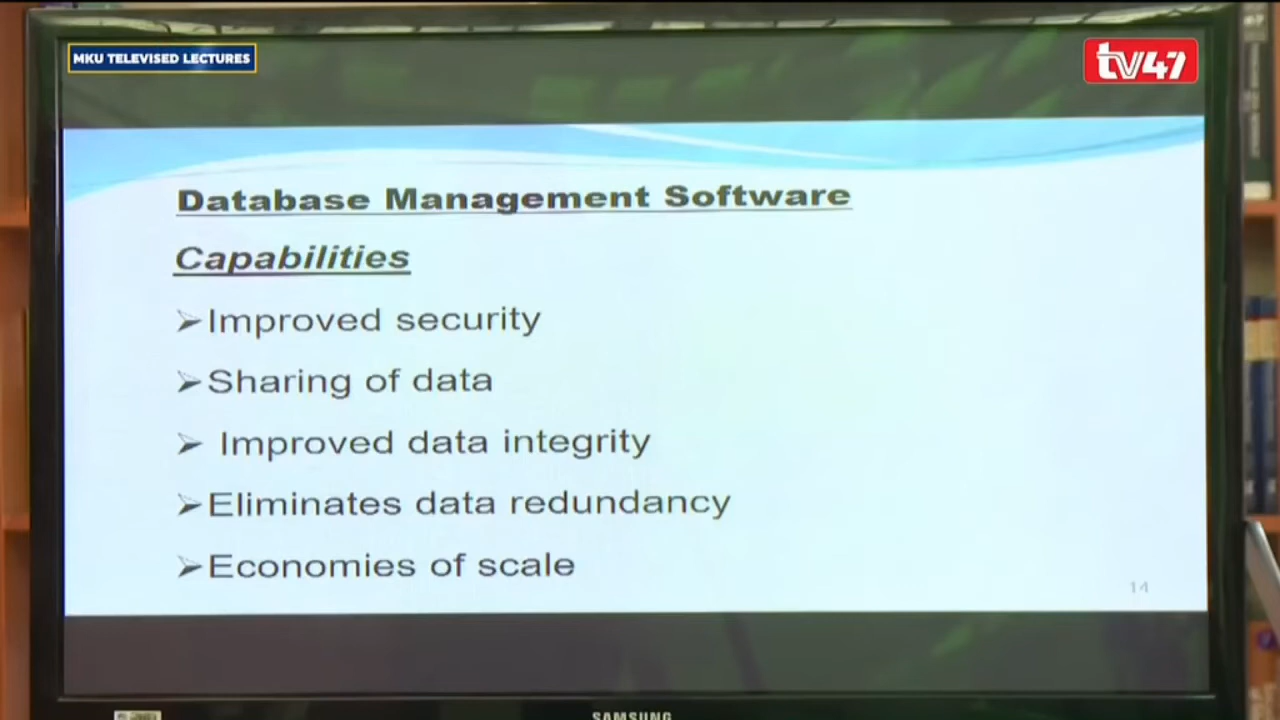 MKU TELEVISED LECTURES
tv47
Database Management Software
Capabilities
➢Improved security
➢Sharing of data
➢ Improved data integrity
➢Eliminates data redundancy
➢Economies of scale
14
SAMSUNG